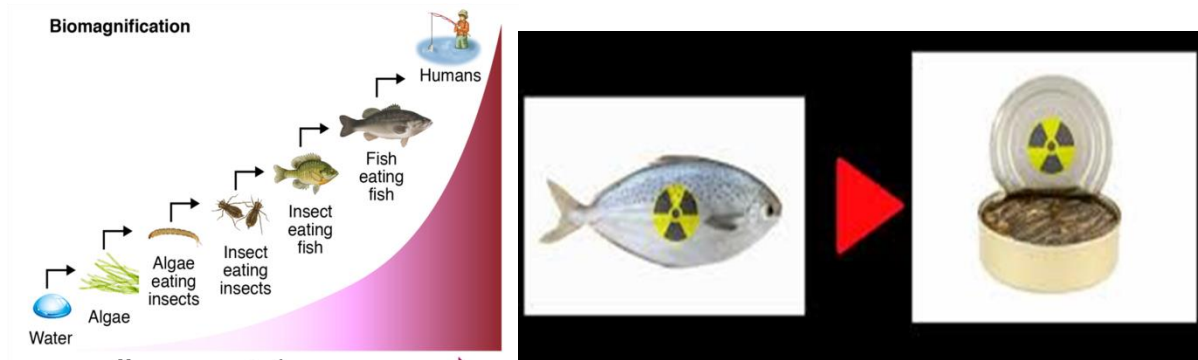 Biomagnification
Humans
Fish
eating
fish
Insect
eating
fish
Insect
eating
insects
Algae
eating
insects
Algae
Water